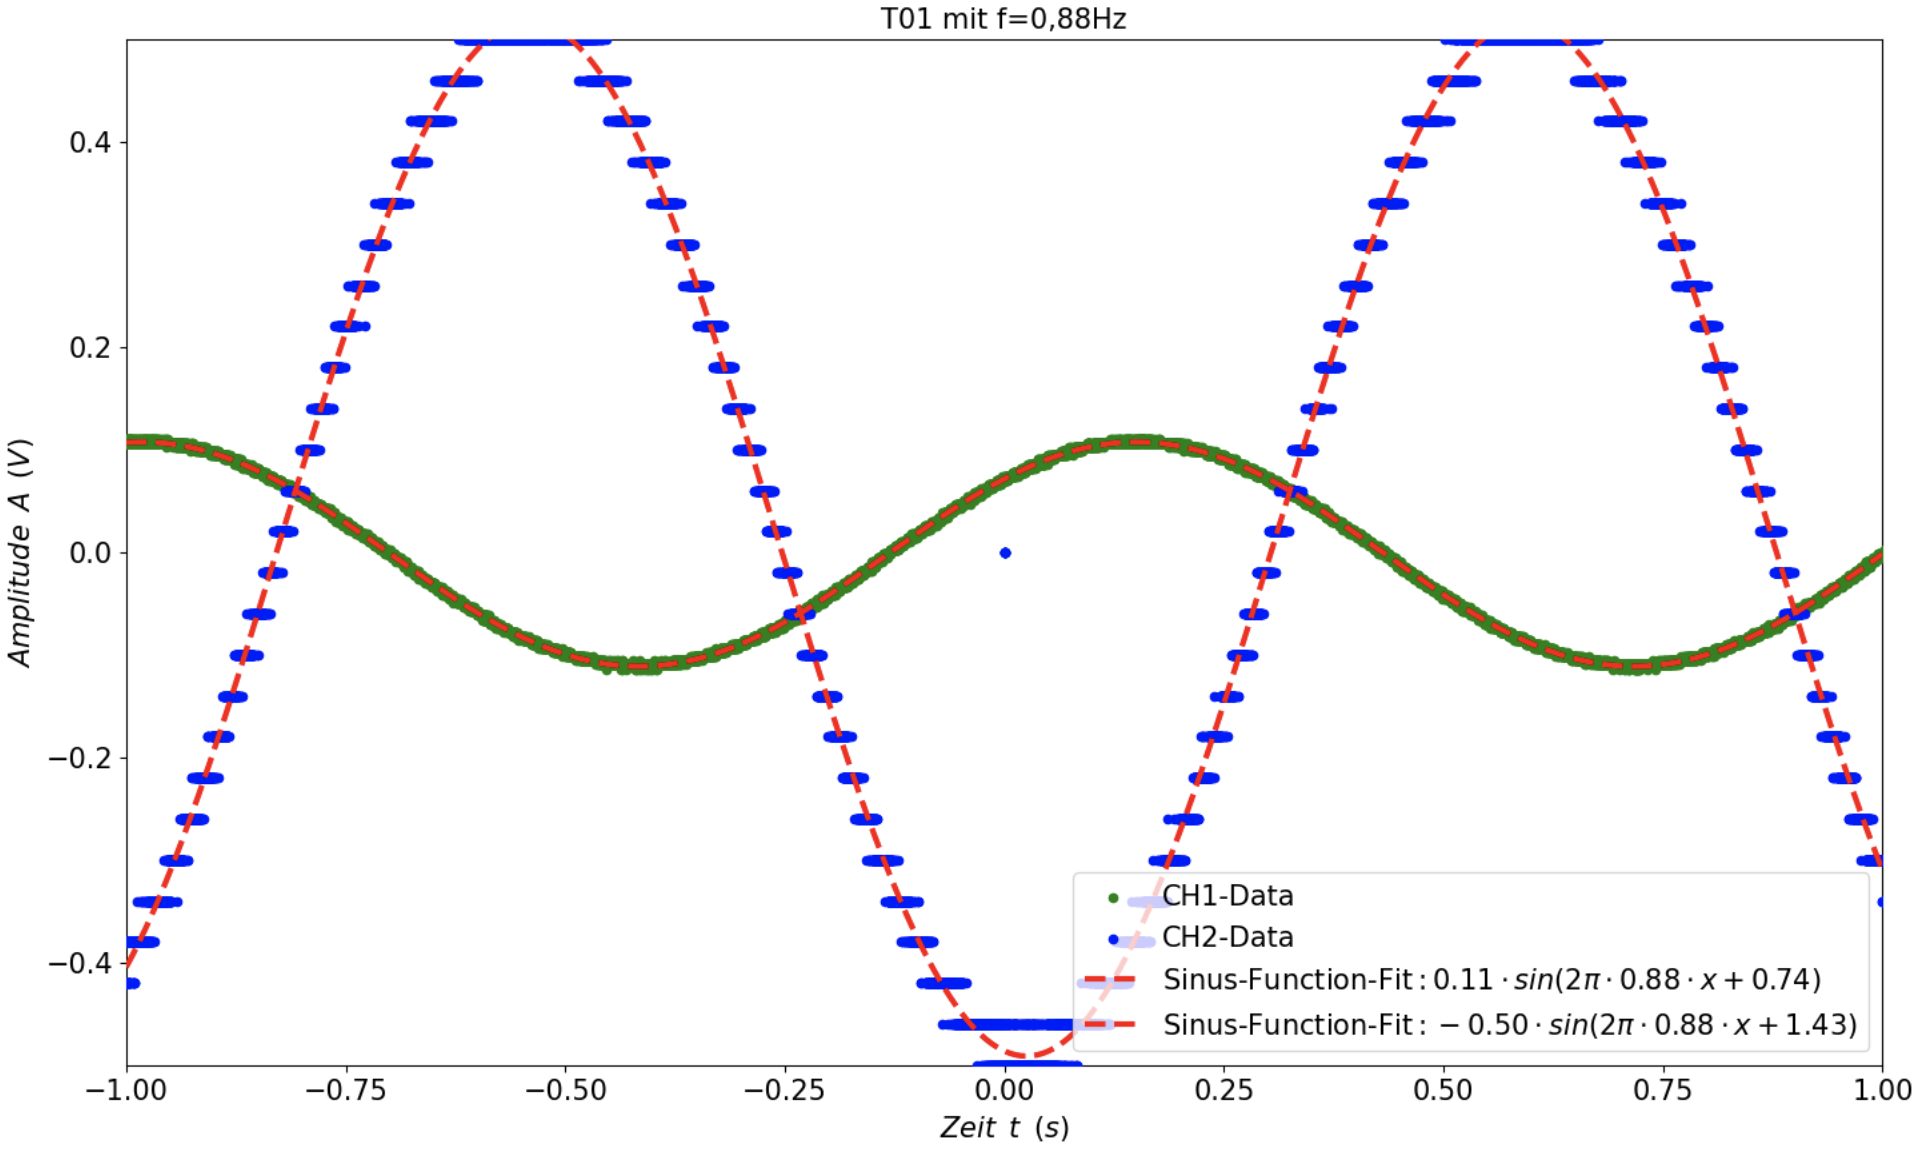 T01 mit f=0,88Hz
Amplitude A (V)
0.4
0.2
0.0
−0.2
−0.4
CH1-Data
CH2-Data
Sinus-Function-Fit: 0.11 · sin(2π · 0.88 · x + 0.74)
Sinus-Function-Fit: −0.50 · sin(2π · 0.88 · x + 1.43)
−1.00 −0.75 −0.50 −0.25 0.00 0.25 0.50 0.75 1.00
Zeit t (s)